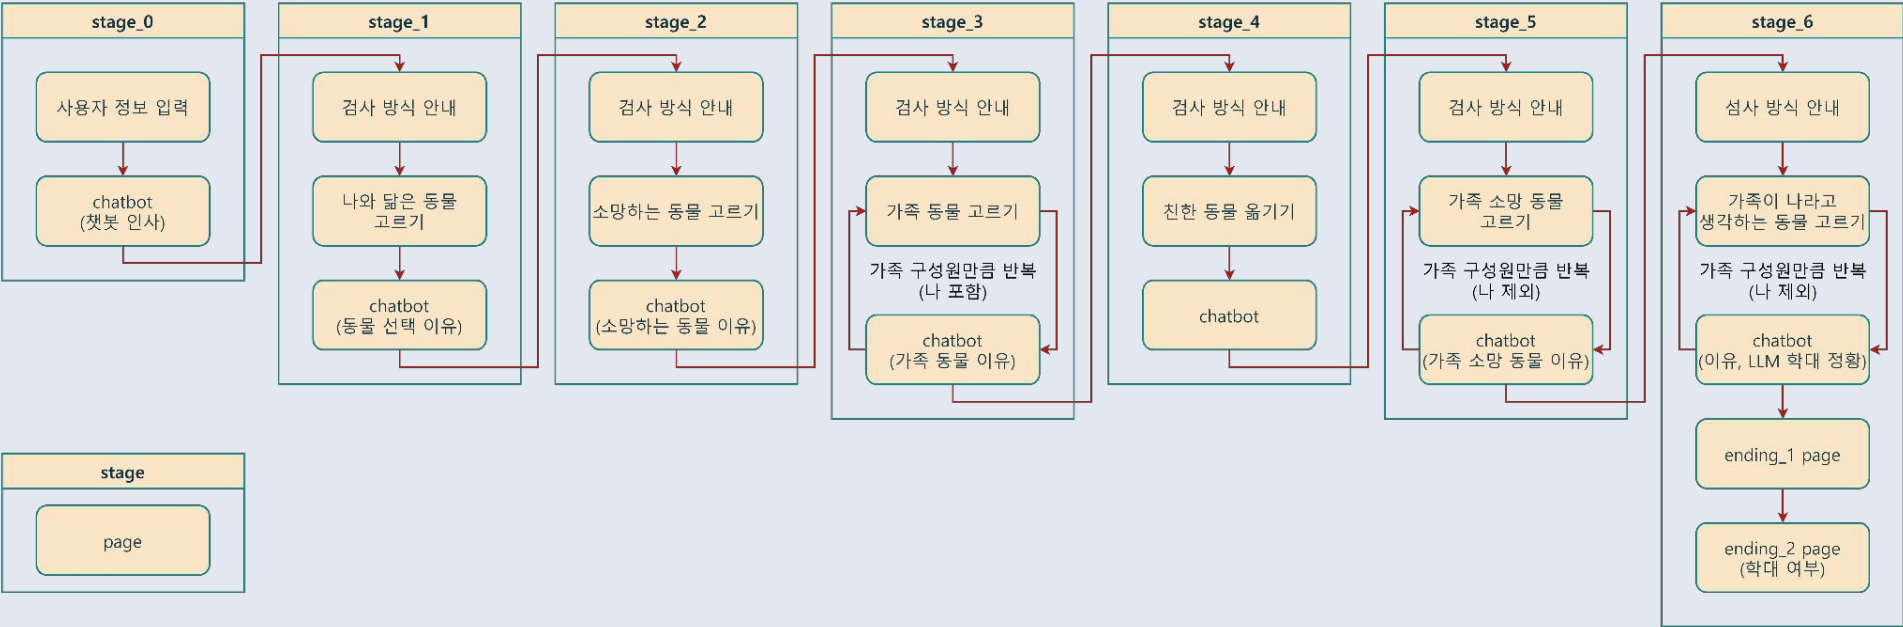 stage_0
사용자 정보 입력
chatbot
(챗봇 인사)
stage_1
검사 방식 안내
나와 닮은 동물
고르기
chatbot
(동물 선택 이유)
stage_2
검사 방식 안내
소망하는 동물 고르기
chatbot
(소망하는 동물 이유)
stage_3
검사 방식 안내
가족 동물 고르기
가족 구성원만큼 반복
(나 포함)
chatbot
(가족 동물 이유)
stage_4
검사 방식 안내
친한 동물 옮기기
chatbot
stage_5
검사 방식 안내
가족 소망 동물
고르기
가족 구성원만큼 반복
(나 제외)
chatbot
(가족 소망 동물 이유)
stage_6
섬사 방식 안내
가족이 나라고
생각하는 동물 고르기
가족 구성원만큼 반복
(나 제외)
chatbot
(이유, LLM 학대 정황)
ending_1 page
ending_2 page
(학대 여부)
stage
page